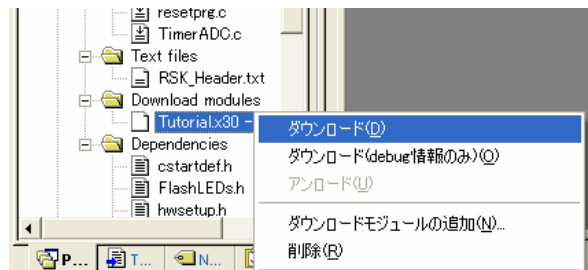 resetprg.c
TimerADC.c
Text files
RSK_Header.txt
Download modules
Tutorial.x30 -
Dependencies
cstartdef.h
FlashLEDs.h
hwsetup.h
ダウンロード(D)
ダウンロード(debug情報のみ)(O)
アンロード(U)
ダウンロードモジュールの追加(N)...
削除(R)
P...
T...
N...